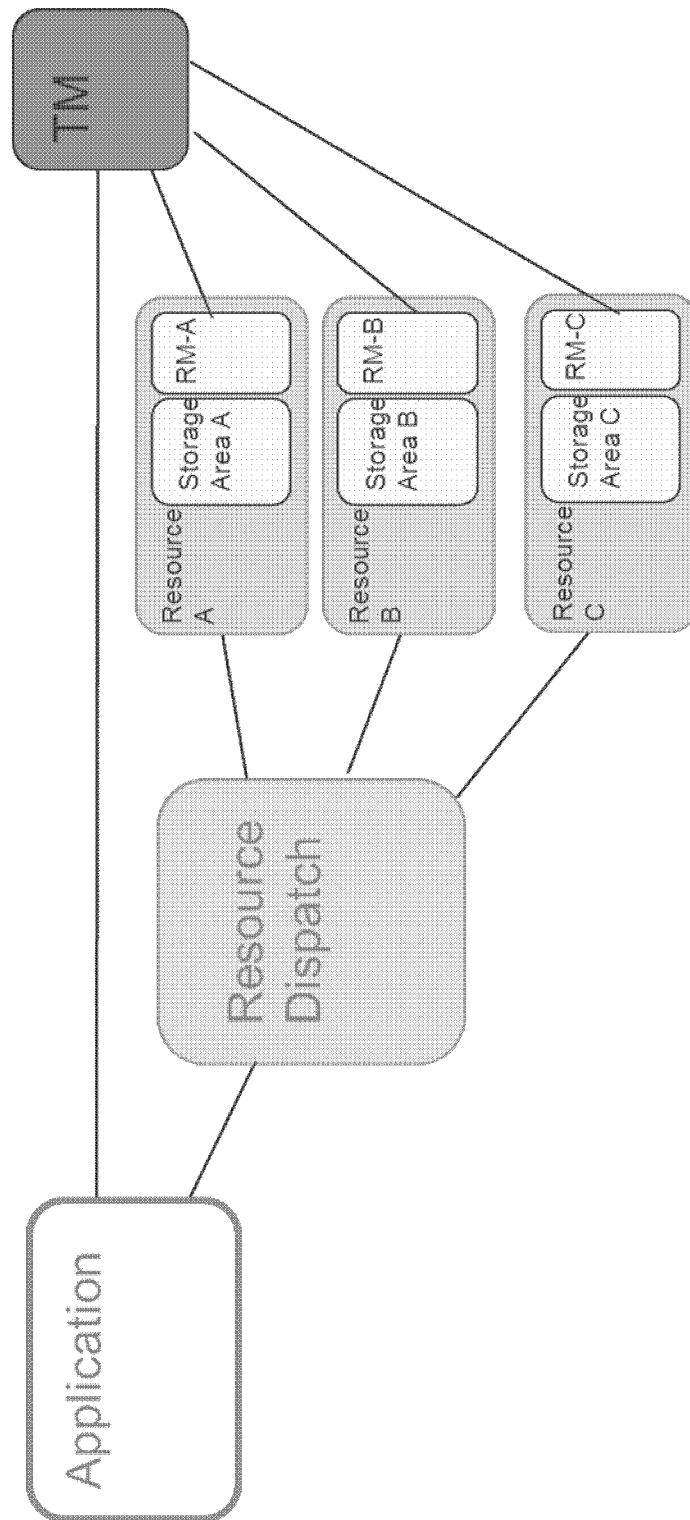 Application
Resource
Dispatch
Resource
A
Storage
Area A
RM-A
Resource
B
Storage
Area B
RM-B
Resource
C
Storage
Area C
RM-C
TM